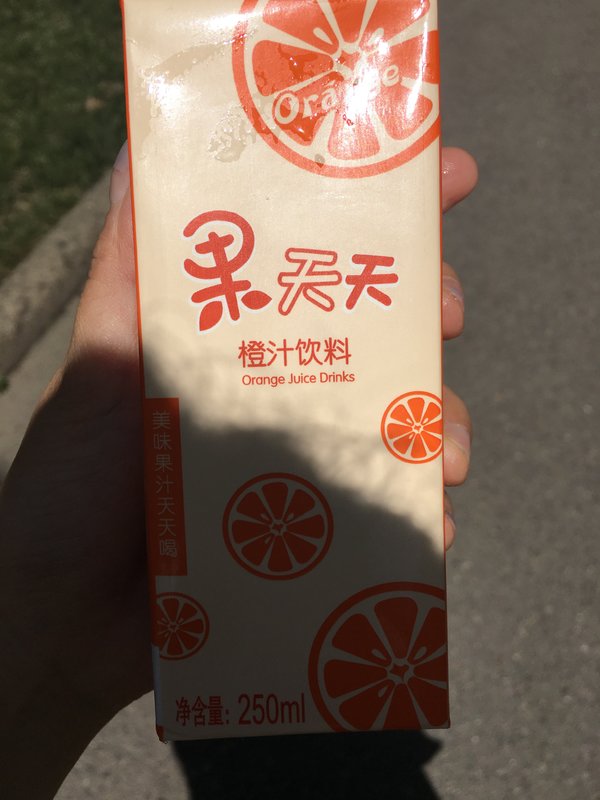 Orange
果天天
橙汁饮料
Orange Juice Drinks
美味果汁天天喝
净含量: 250ml